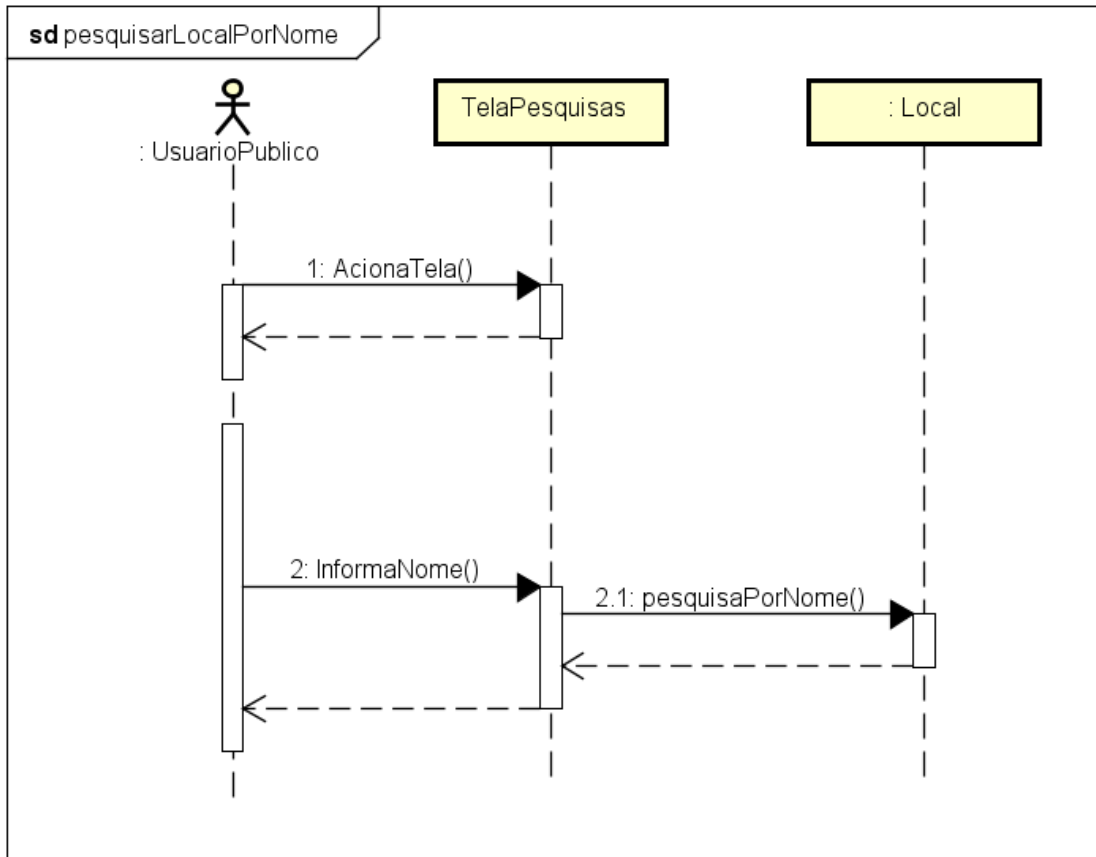 sd pesquisarLocalPorNome
: UsuarioPublico
TelaPesquisas
: Local
1: AcionaTela()
2: InformaNome()
2.1: pesquisaPorNome()